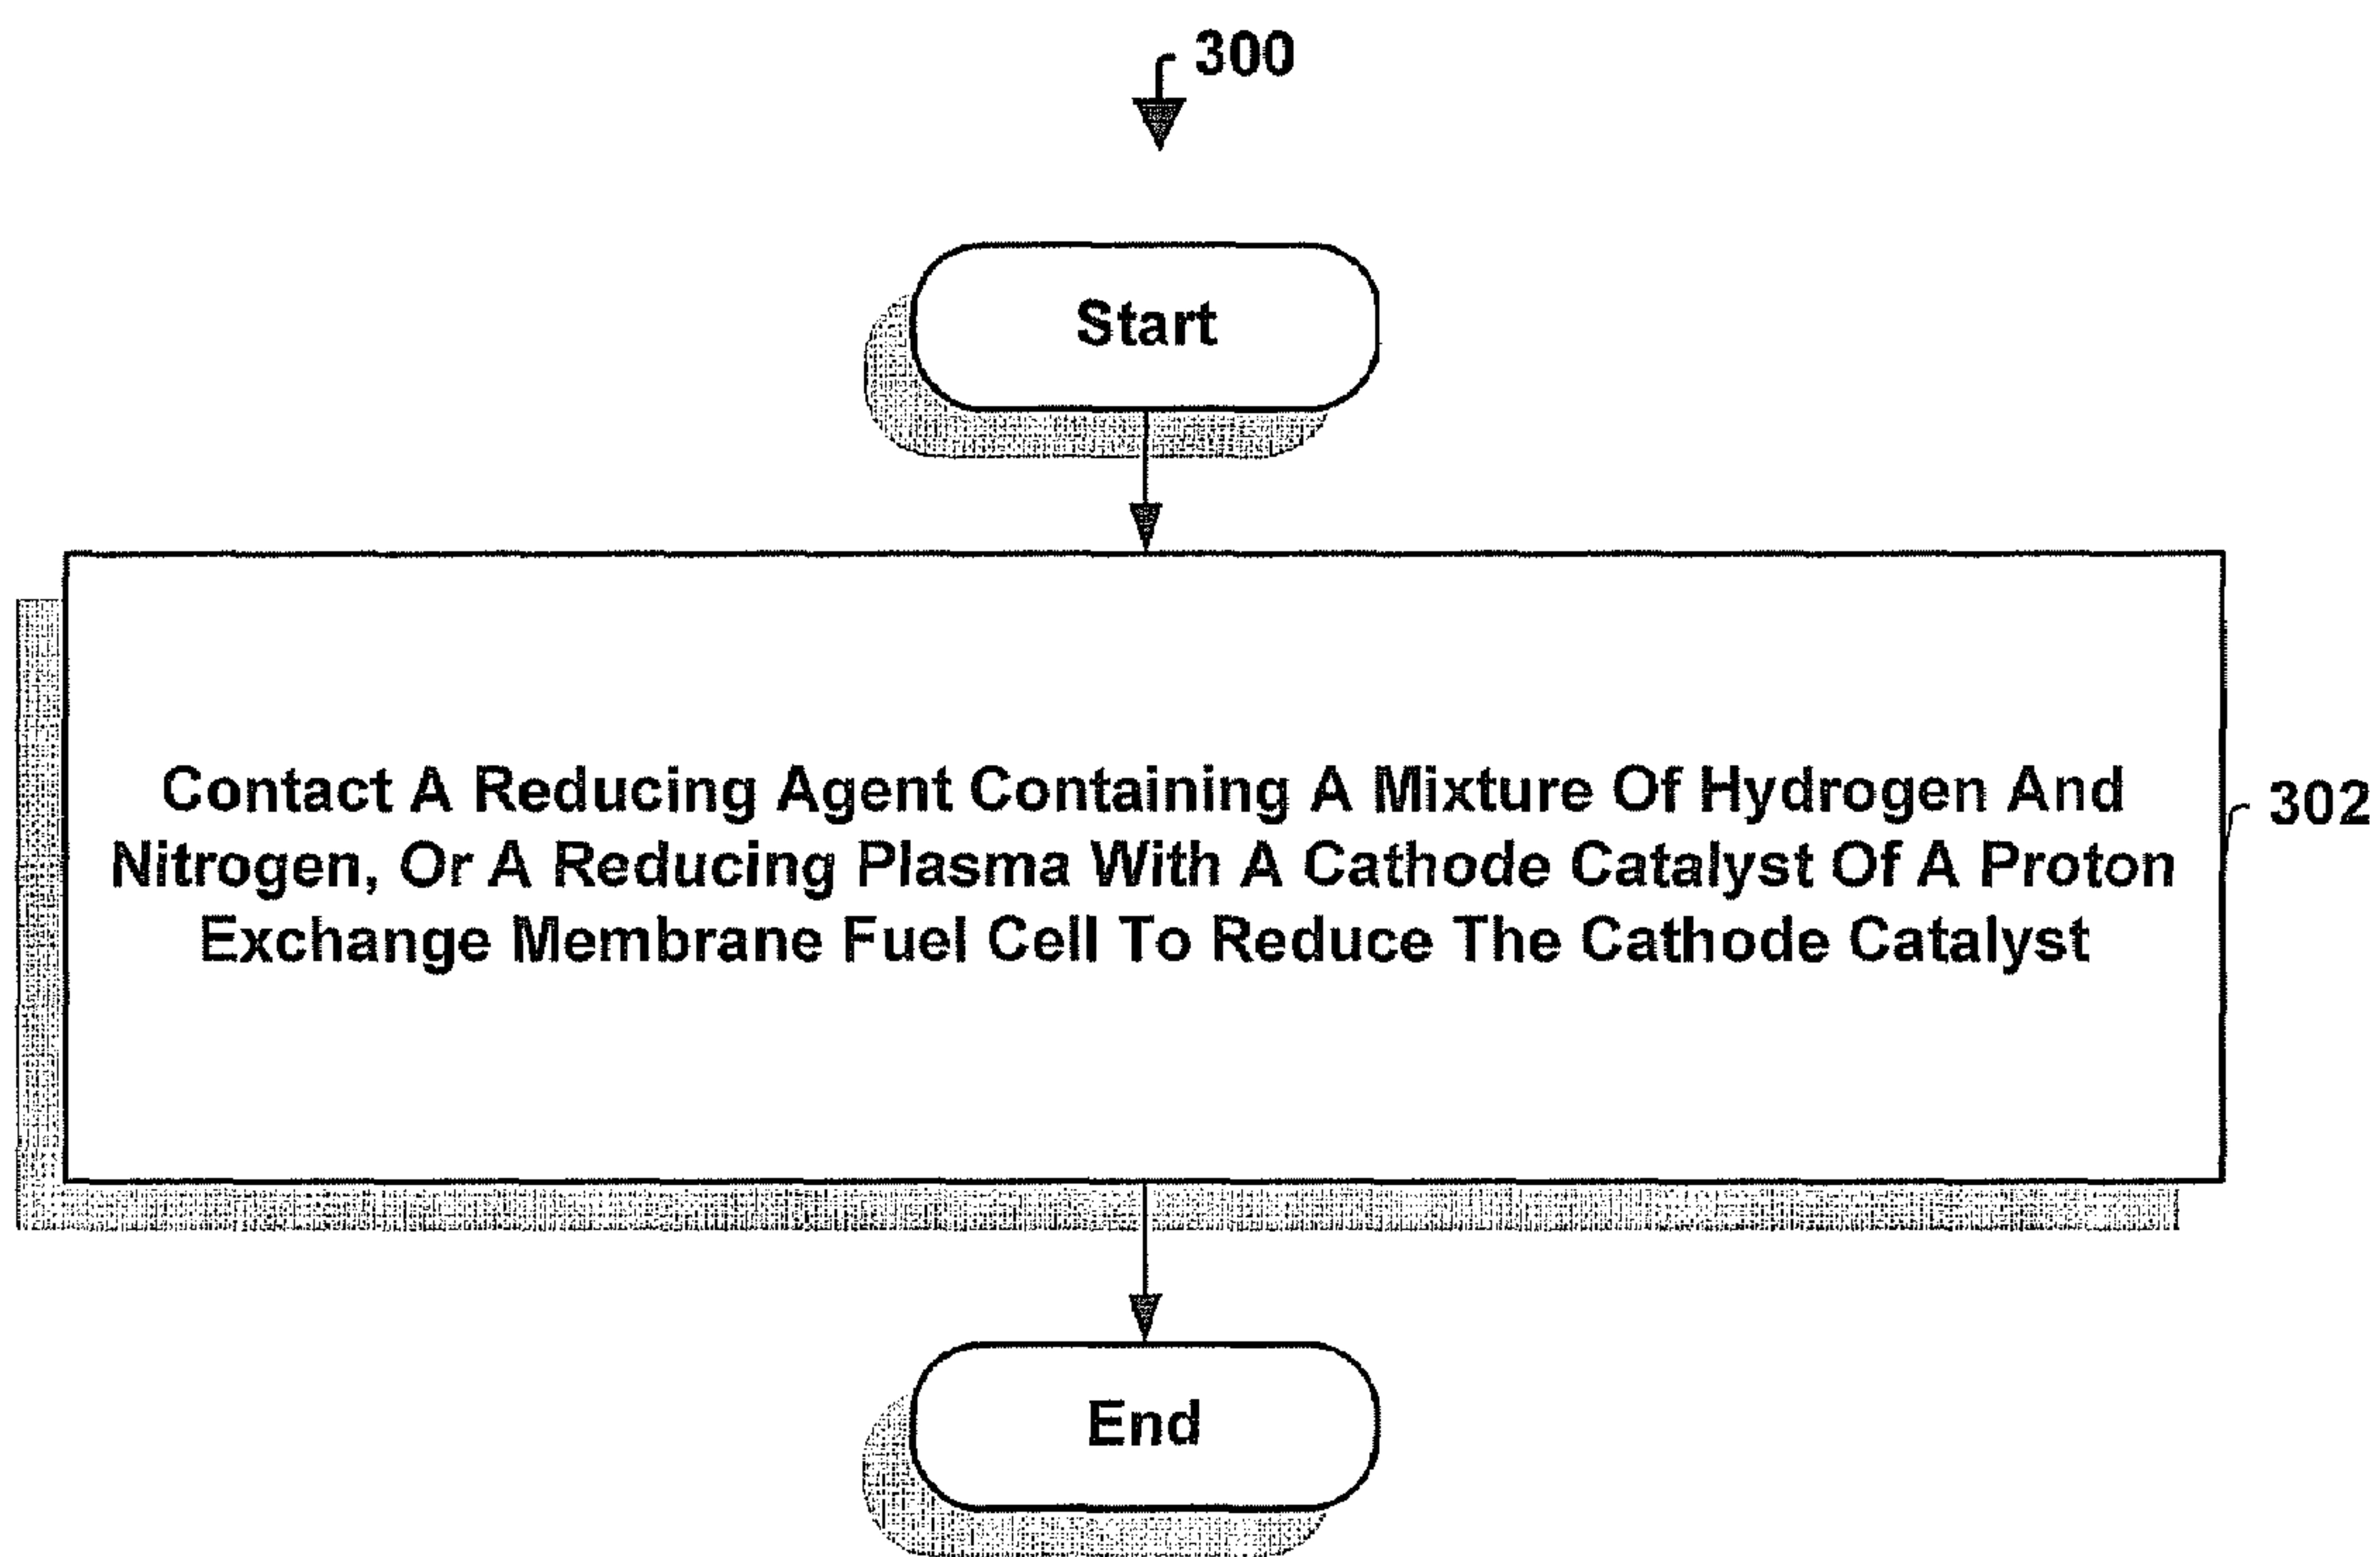 300
Start
Contact A Reducing Agent Containing A Mixture Of Hydrogen And
Nitrogen, Or A Reducing Plasma With A Cathode Catalyst Of A Proton
Exchange Membrane Fuel Cell To Reduce The Cathode Catalyst
302
End